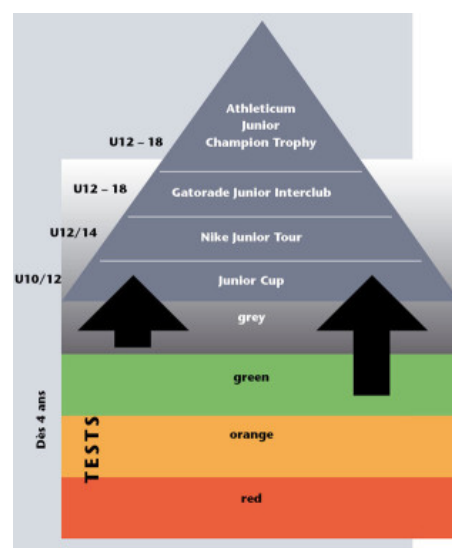 Athleticum
Junior
Champion Trophy
U12 – 18
Gatorade Junior Interclub
U12 – 18
Nike Junior Tour
U12/14
Junior Cup
U10/12
grey
green
orange
red
Dès 4 ans
TESTS